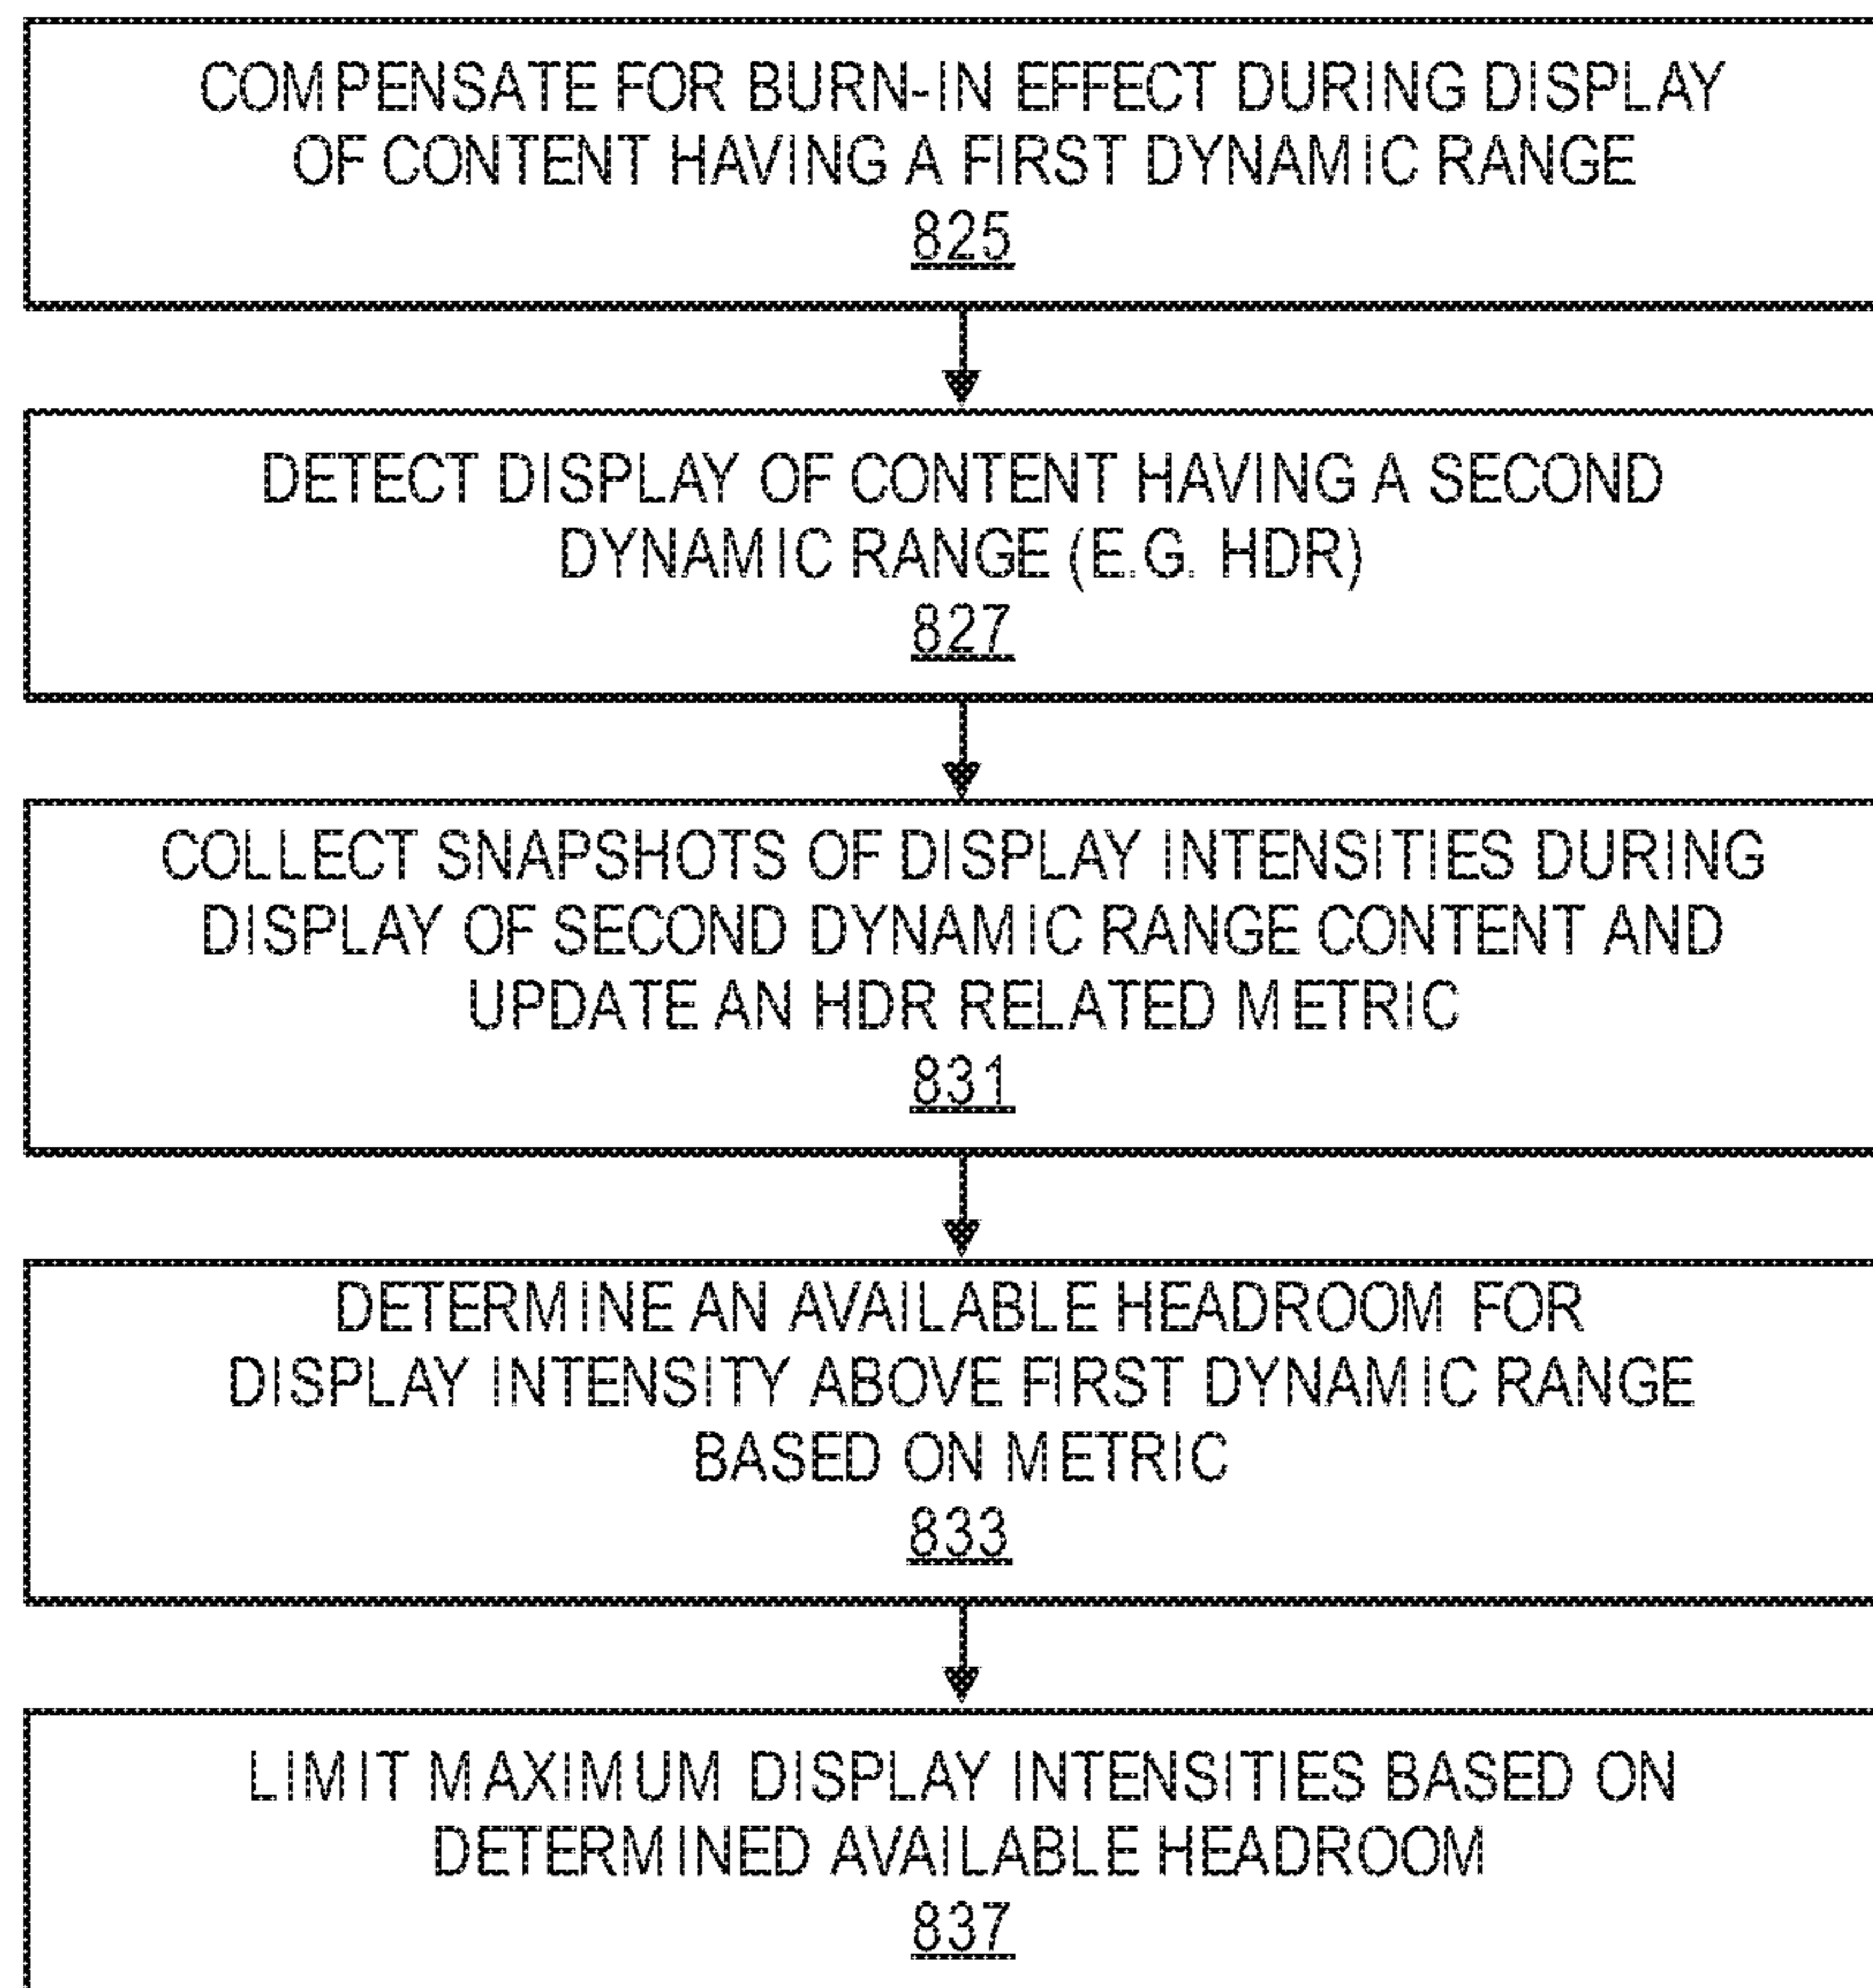 COMPENSATE FOR BURN-IN EFFECT DURING DISPLAY
OF CONTENT HAVING A FIRST DYNAMIC RANGE
825
DETECT DISPLAY OF CONTENT HAVING A SECOND
DYNAMIC RANGE (E.G. HDR)
827
COLLECT SNAPSHOTS OF DISPLAY INTENSITIES DURING
DISPLAY OF SECOND DYNAMIC RANGE CONTENT AND
UPDATE AN HDR RELATED METRIC
831
DETERMINE AN AVAILABLE HEADROOM FOR
DISPLAY INTENSITY ABOVE FIRST DYNAMIC RANGE
BASED ON METRIC
833
LIMIT MAXIMUM DISPLAY INTENSITIES BASED ON
DETERMINED AVAILABLE HEADROOM
837